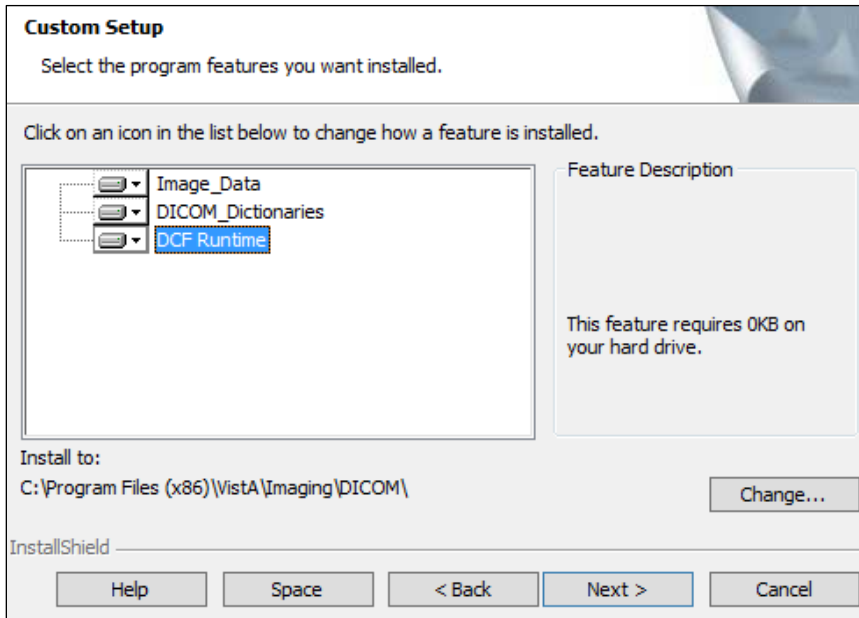 Custom Setup
Select the program features you want installed.
Click on an icon in the list below to change how a feature is installed.
Image_Data
DICOM_Dictionaries
DCF Runtime
Feature Description
This feature requires 0KB on
your hard drive.
Install to:
C:\Program Files (x86)\VistA\Imaging\DICOM\
Change...
InstallShield
Help
Space
< Back
Next >
Cancel